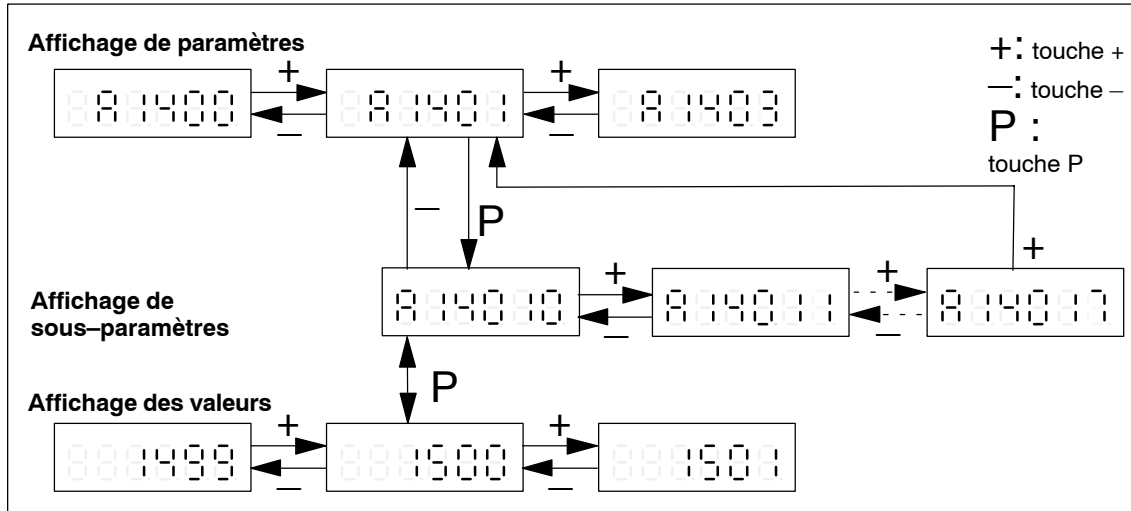 Affichage de paramètres
+: touche +
A1400 + − A1401 + − A1403
−: touche −
P :
touche P
− P +
Affichage de
sous–paramètres
A14010 + − A14011 + − A14017
P
Affichage des valeurs
1499 + − 1500 + − 1501